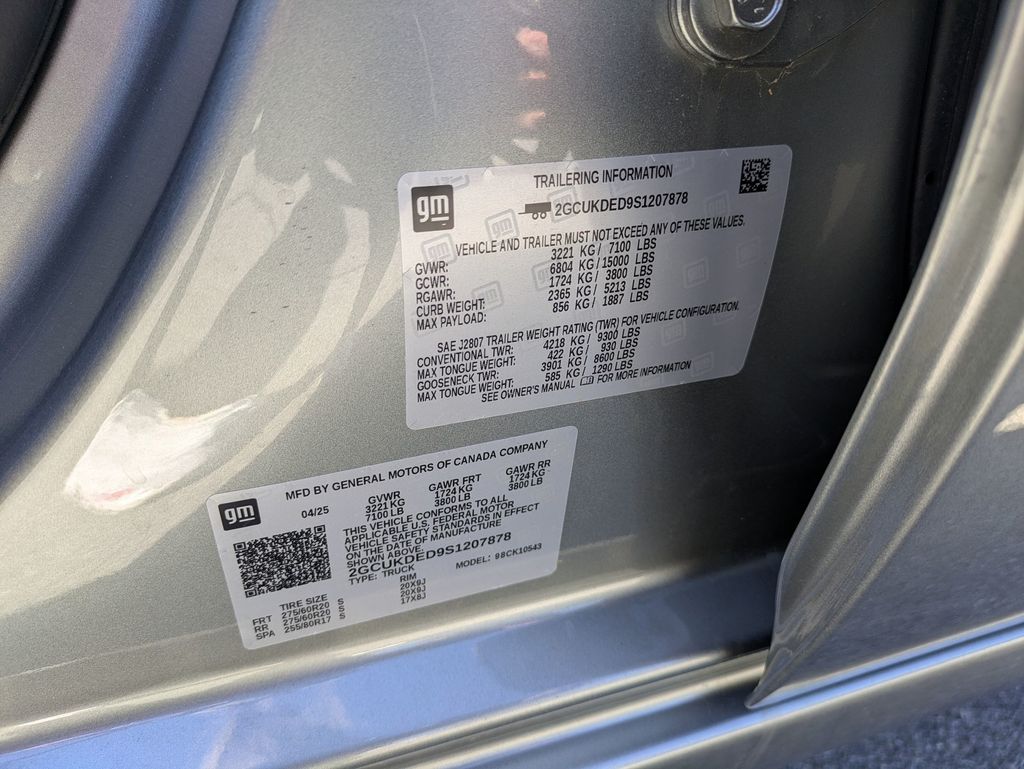 gm
TRAILERING INFORMATION
2GCUKDED9S1207878
VEHICLE AND TRAILER MUST NOT EXCEED ANY OF THESE VALUES.
GVWR: 3221 KG / 7100 LBS
GCWR: 6804 KG / 15000 LBS
RGAWR: 1724 KG / 3800 LBS
CURB WEIGHT: 2365 KG / 5213 LBS
MAX PAYLOAD: 856 KG / 1887 LBS
SAE J2807 TRAILER WEIGHT RATING (TWR) FOR VEHICLE CONFIGURATION.
CONVENTIONAL TWR: 4218 KG / 9300 LBS
MAX TONGUE WEIGHT: 422 KG / 930 LBS
GOOSENECK TWR: 3901 KG / 8600 LBS
MAX TONGUE WEIGHT: 585 KG / 1290 LBS
SEE OWNER'S MANUAL FOR MORE INFORMATION
gm
MFD BY GENERAL MOTORS OF CANADA COMPANY
04/25 GVWR GAWR FRT GAWR RR
3221 KG 1724 KG 1724 KG
7100 LB 3800 LB 3800 LB
THIS VEHICLE CONFORMS TO ALL
APPLICABLE U.S. FEDERAL MOTOR
VEHICLE SAFETY STANDARDS IN EFFECT
ON THE DATE OF MANUFACTURE
SHOWN ABOVE.
2GCUKDED9S1207878
TYPE: TRUCK MODEL: 98CK10543
TIRE SIZE RIM
FRT 275/60R20 S 20X9J
RR 275/60R20 S 20X9J
SPA 255/80R17 S 17X8J